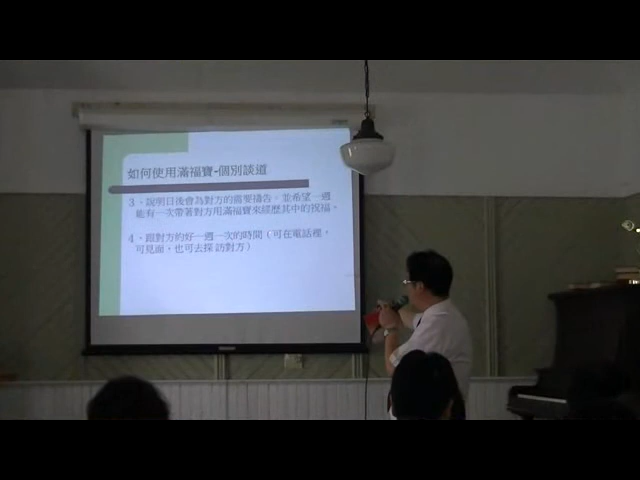 如何使用滿福寶-個別談道
3、說明日後會為對方的需要禱告。並希望一週
能有一次帶著對方用滿福寶來經歷其中的祝福。
4、跟對方約好一週一次的時間（可在電話裡，
可見面，也可去探訪對方）